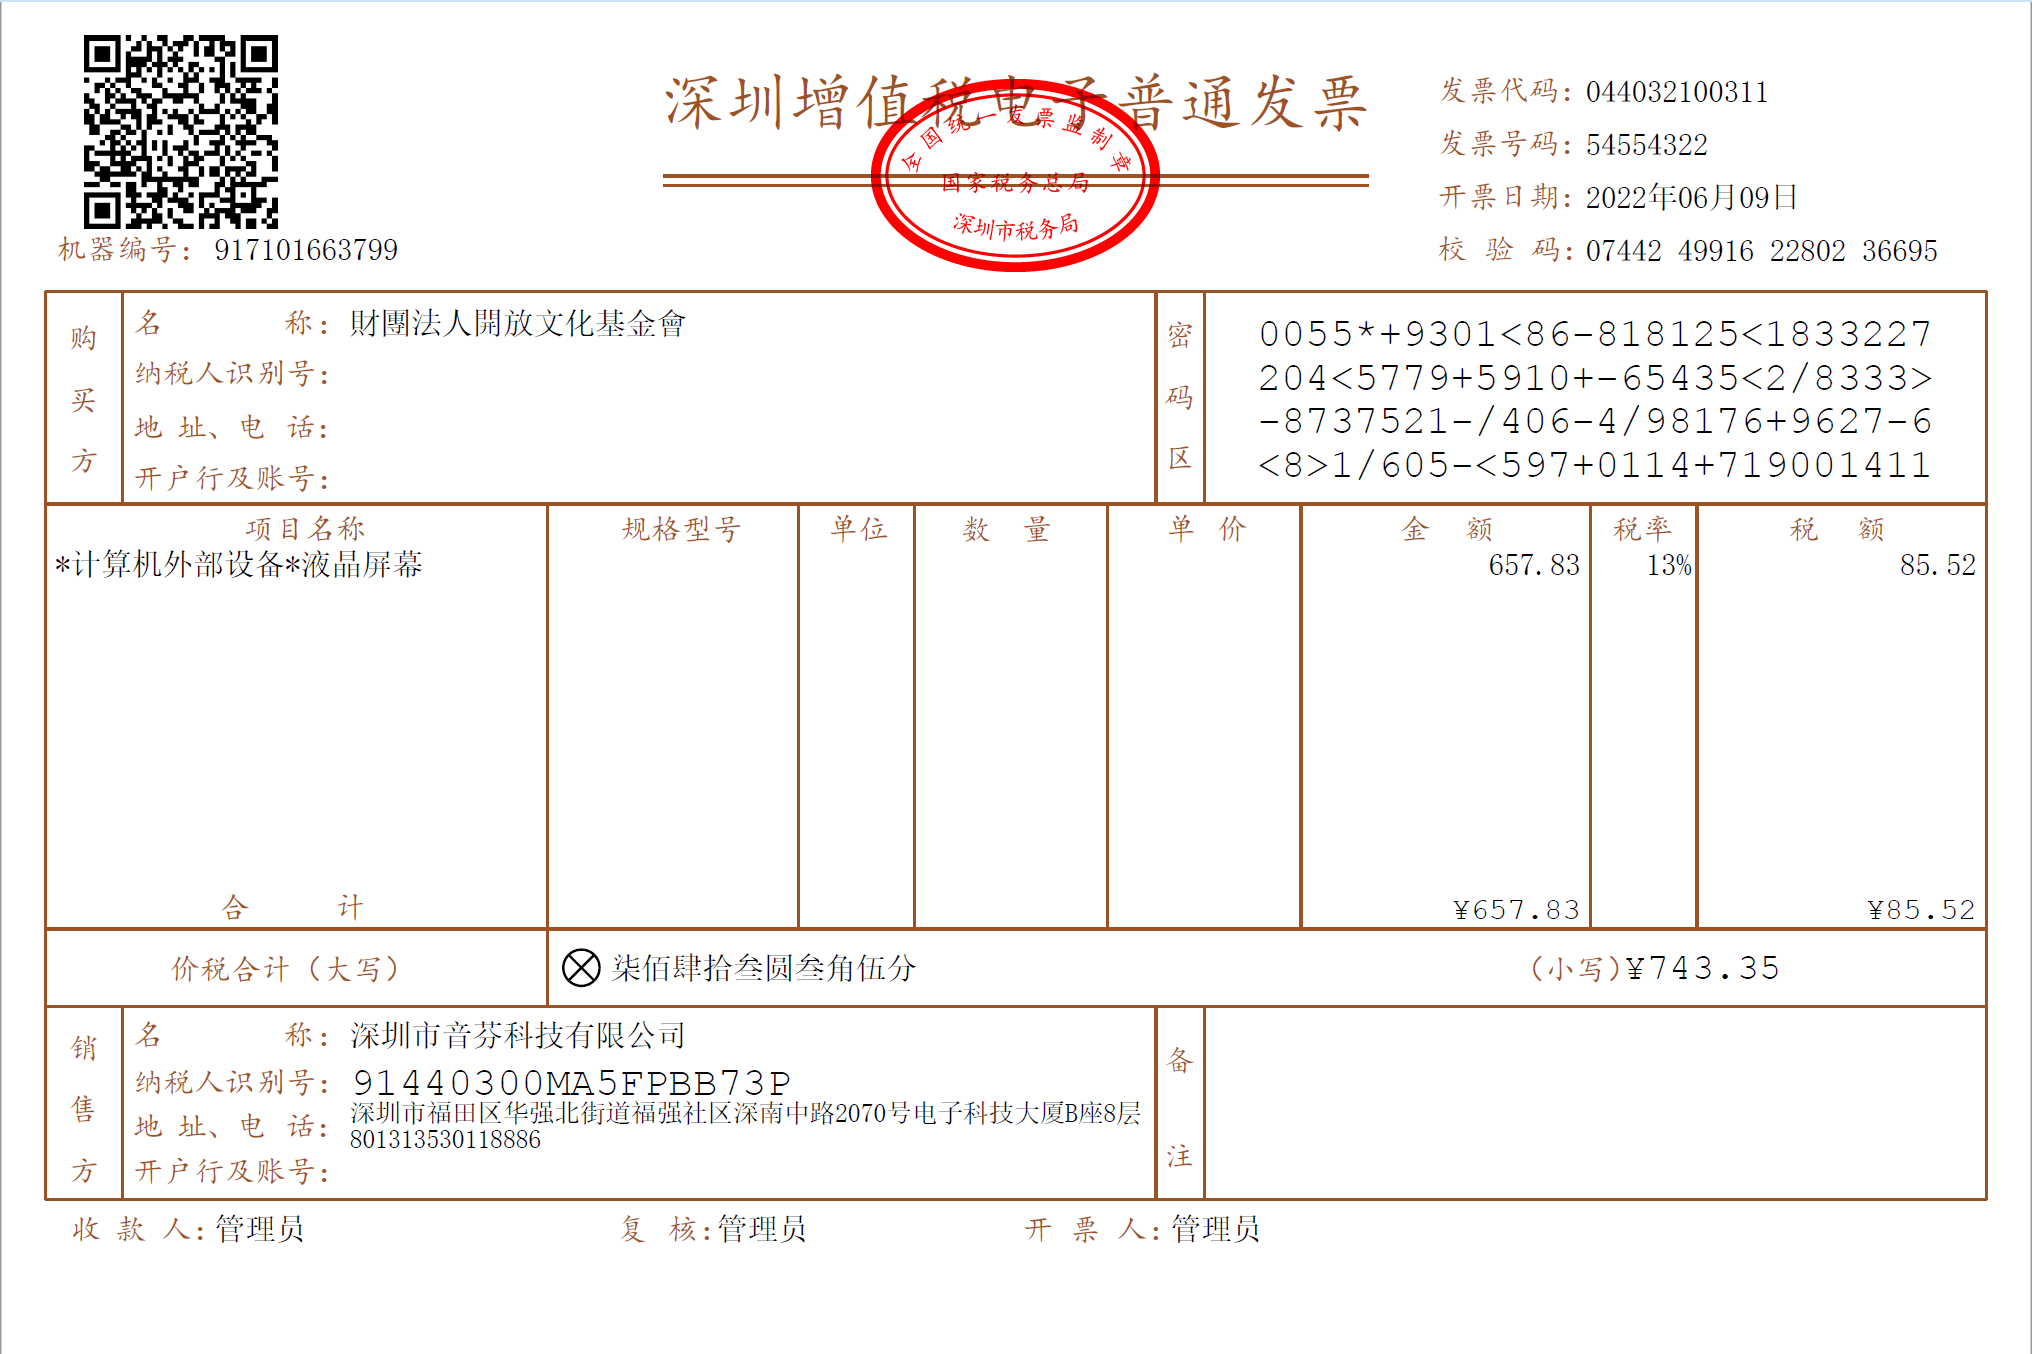 深圳增值税电子普通发票
全国统一发票监制章
国家税务总局
深圳市税务局
发票代码：044032100311
发票号码：54554322
开票日期：2022年06月09日
校 验 码：07442 49916 22802 36695
机器编号：917101663799
购买方
名 称：財團法人開放文化基金會
纳税人识别号：
地 址、电 话：
开户行及账号：
密码区
0055*+9301<86-818125<1833227
204<5779+5910+-65435<2/8333>
-8737521-/406-4/98176+9627-6
<8>1/605-<597+0114+719001411
项目名称 规格型号 单位 数 量 单 价 金 额 税率 税 额
*计算机外部设备*液晶屏幕 657.83 13% 85.52
合 计 ¥657.83 ¥85.52
价税合计（大写） ⊗柒佰肆拾叁圆叁角伍分 （小写）¥743.35
销售方
名 称：深圳市音芬科技有限公司
纳税人识别号：91440300MA5FPBB73P
地 址、电 话：深圳市福田区华强北街道福强社区深南中路2070号电子科技大厦B座8层
801313530118886
开户行及账号：
备注
收 款 人：管理员 复 核：管理员 开 票 人：管理员